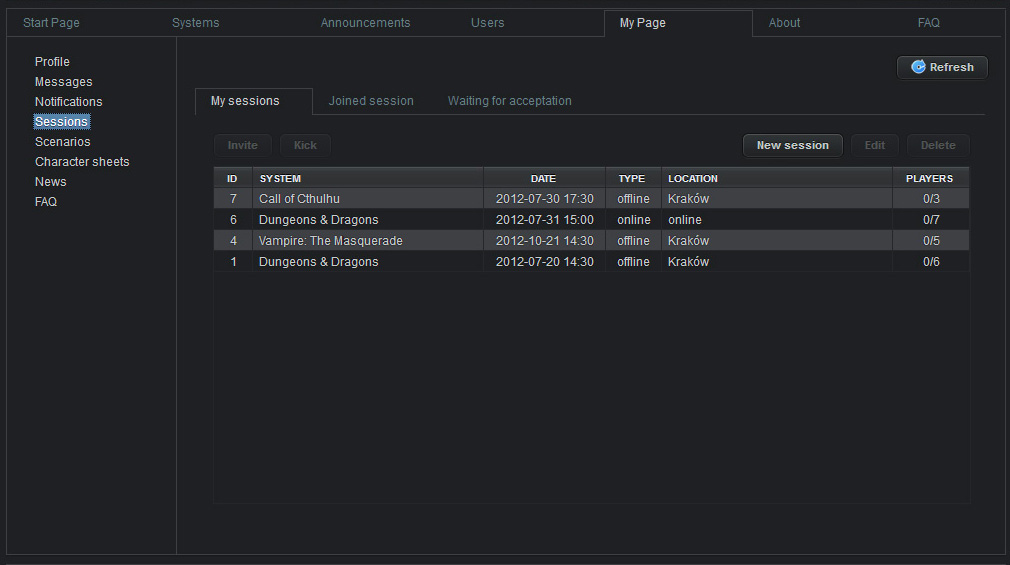 Start Page Systems Announcements Users My Page About FAQ
Refresh
Profile
Messages
Notifications
Sessions
Scenarios
Character sheets
News
FAQ
My sessions Joined session Waiting for acceptation
Invite Kick New session Edit Delete
ID SYSTEM DATE TYPE LOCATION PLAYERS
7 Call of Cthulhu 2012-07-30 17:30 offline Kraków 0/3
6 Dungeons & Dragons 2012-07-31 15:00 online online 0/7
4 Vampire: The Masquerade 2012-10-21 14:30 offline Kraków 0/5
1 Dungeons & Dragons 2012-07-20 14:30 offline Kraków 0/6